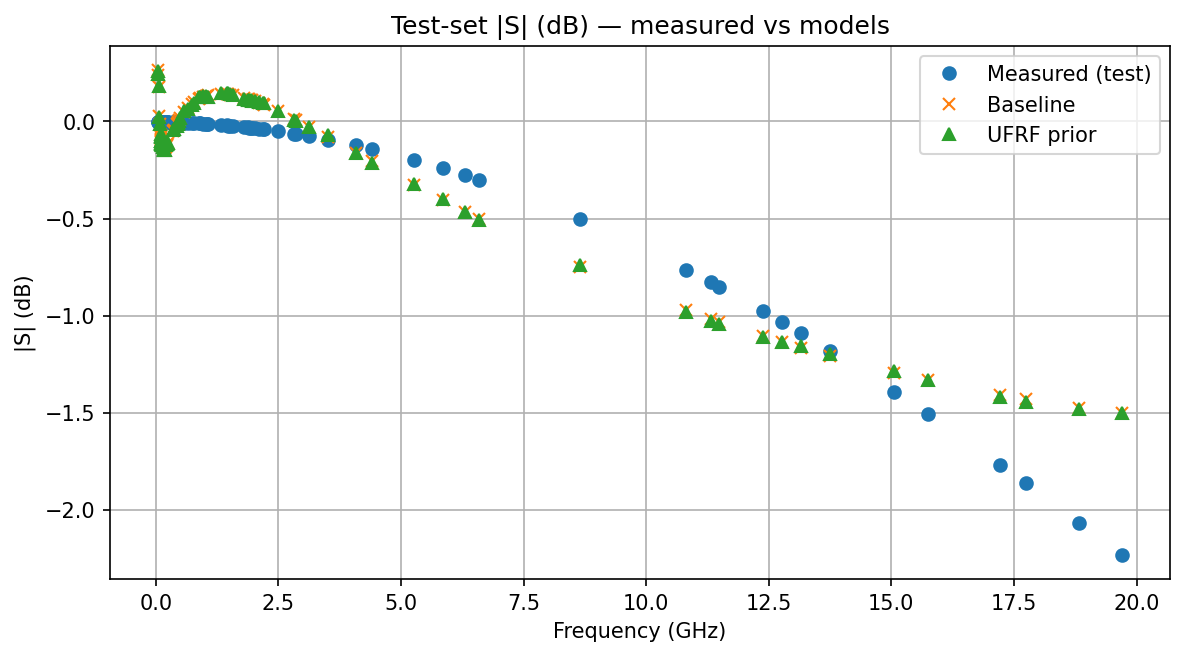 Test-set |S| (dB) — measured vs models
Measured (test)
Baseline
UFRF prior
|S| (dB)
0.0
−0.5
−1.0
−1.5
−2.0
0.0 2.5 5.0 7.5 10.0 12.5 15.0 17.5 20.0
Frequency (GHz)